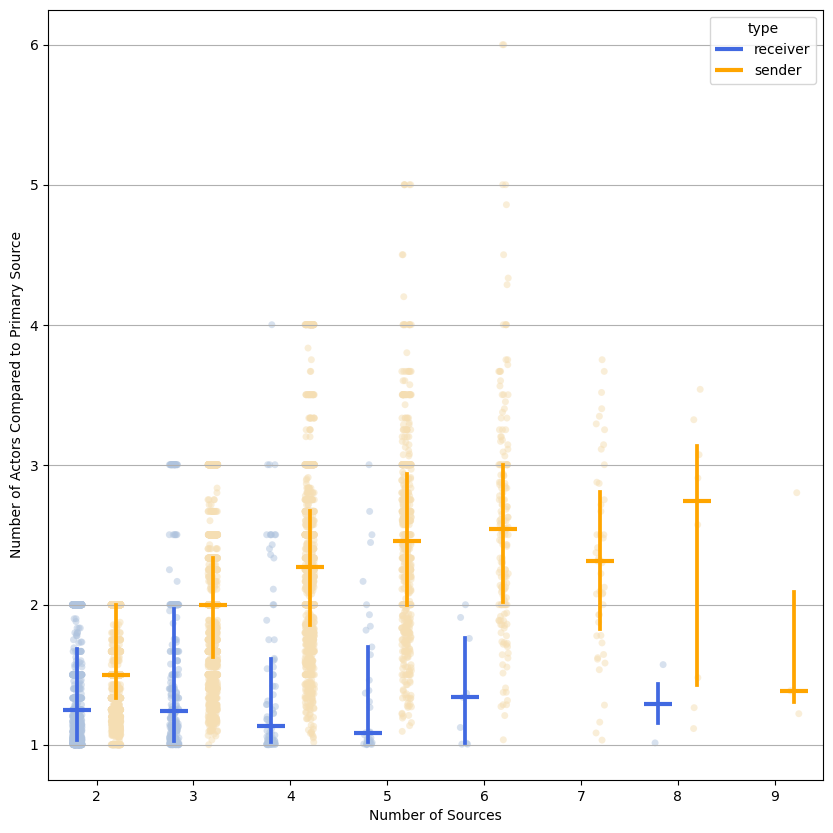 type
receiver
sender
Number of Actors Compared to Primary Source
6
5
4
3
2
1
2 3 4 5 6 7 8 9
Number of Sources